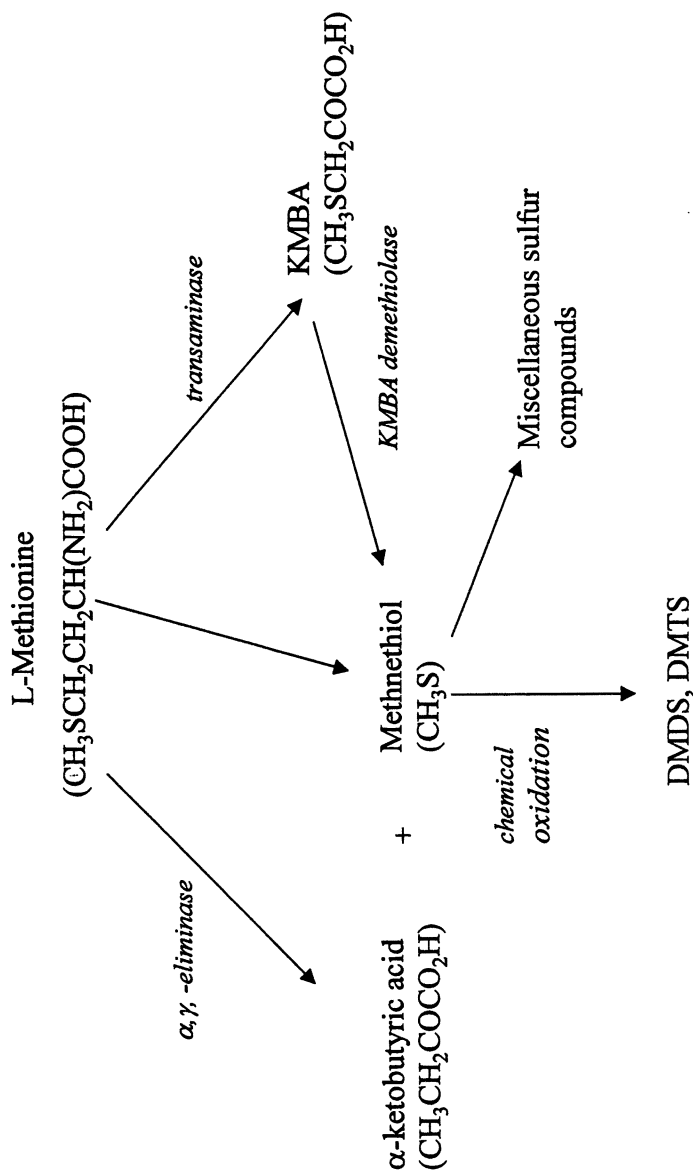 L-Methionine
(CH₃SCH₂CH₂CH(NH₂)COOH)
α,γ, -eliminase
transaminase
KMBA
(CH₃SCH₂COCO₂H)
KMBA demethiolase
α-ketobutyric acid
(CH₃CH₂COCO₂H)
+
Methnethiol
(CH₃S)
chemical
oxidation
Miscellaneous sulfur
compounds
DMDS, DMTS